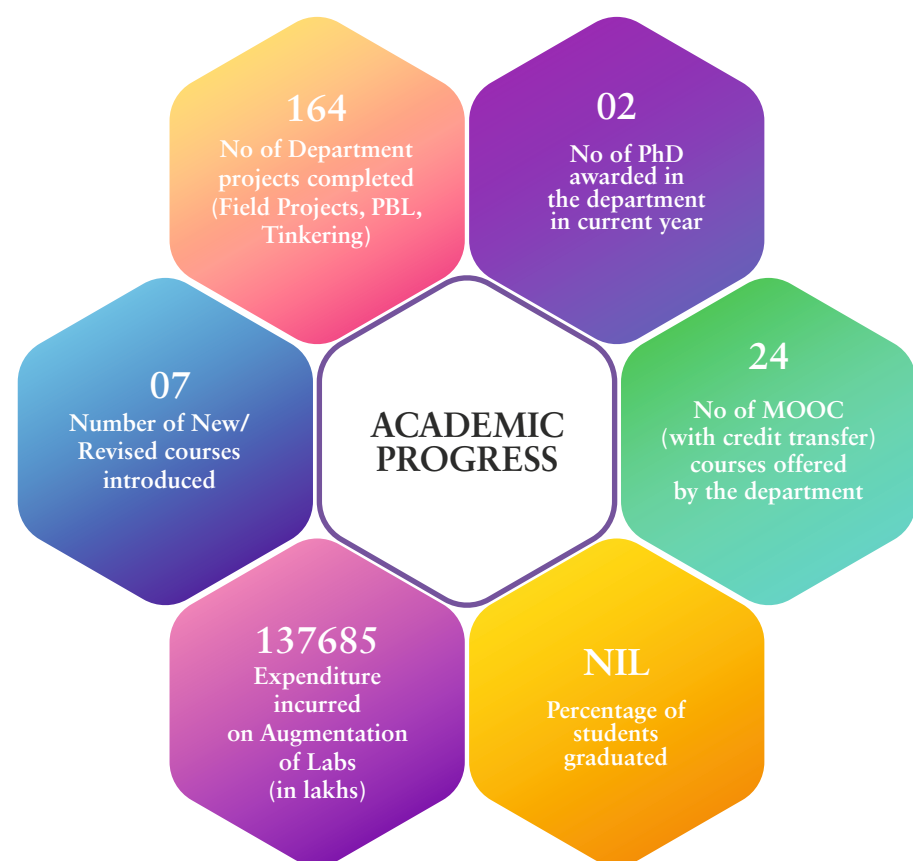 164
No of Department
projects completed
(Field Projects, PBL,
Tinkering)
02
No of PhD
awarded in
the department
in current year
07
Number of New/
Revised courses
introduced
ACADEMIC
PROGRESS
24
No of MOOC
(with credit transfer)
courses offered
by the department
137685
Expenditure
incurred
on Augmentation
of Labs
(in lakhs)
NIL
Percentage of
students
graduated